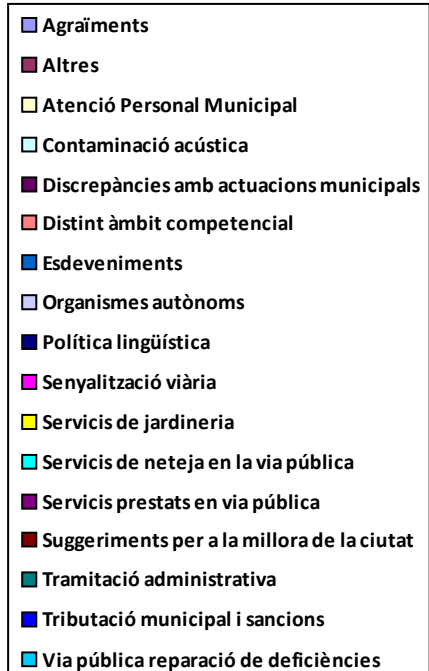 Agraïments
Altres
Atenció Personal Municipal
Contaminació acústica
Discrepàncies amb actuacions municipals
Distint àmbit competencial
Esdeveniments
Organismes autònoms
Política lingüística
Senyalització viària
Servicis de jardineria
Servicis de neteja en la via pública
Servicis prestats en via pública
Suggeriments per a la millora de la ciutat
Tramitació administrativa
Tributació municipal i sancions
Via pública reparació de deficiències